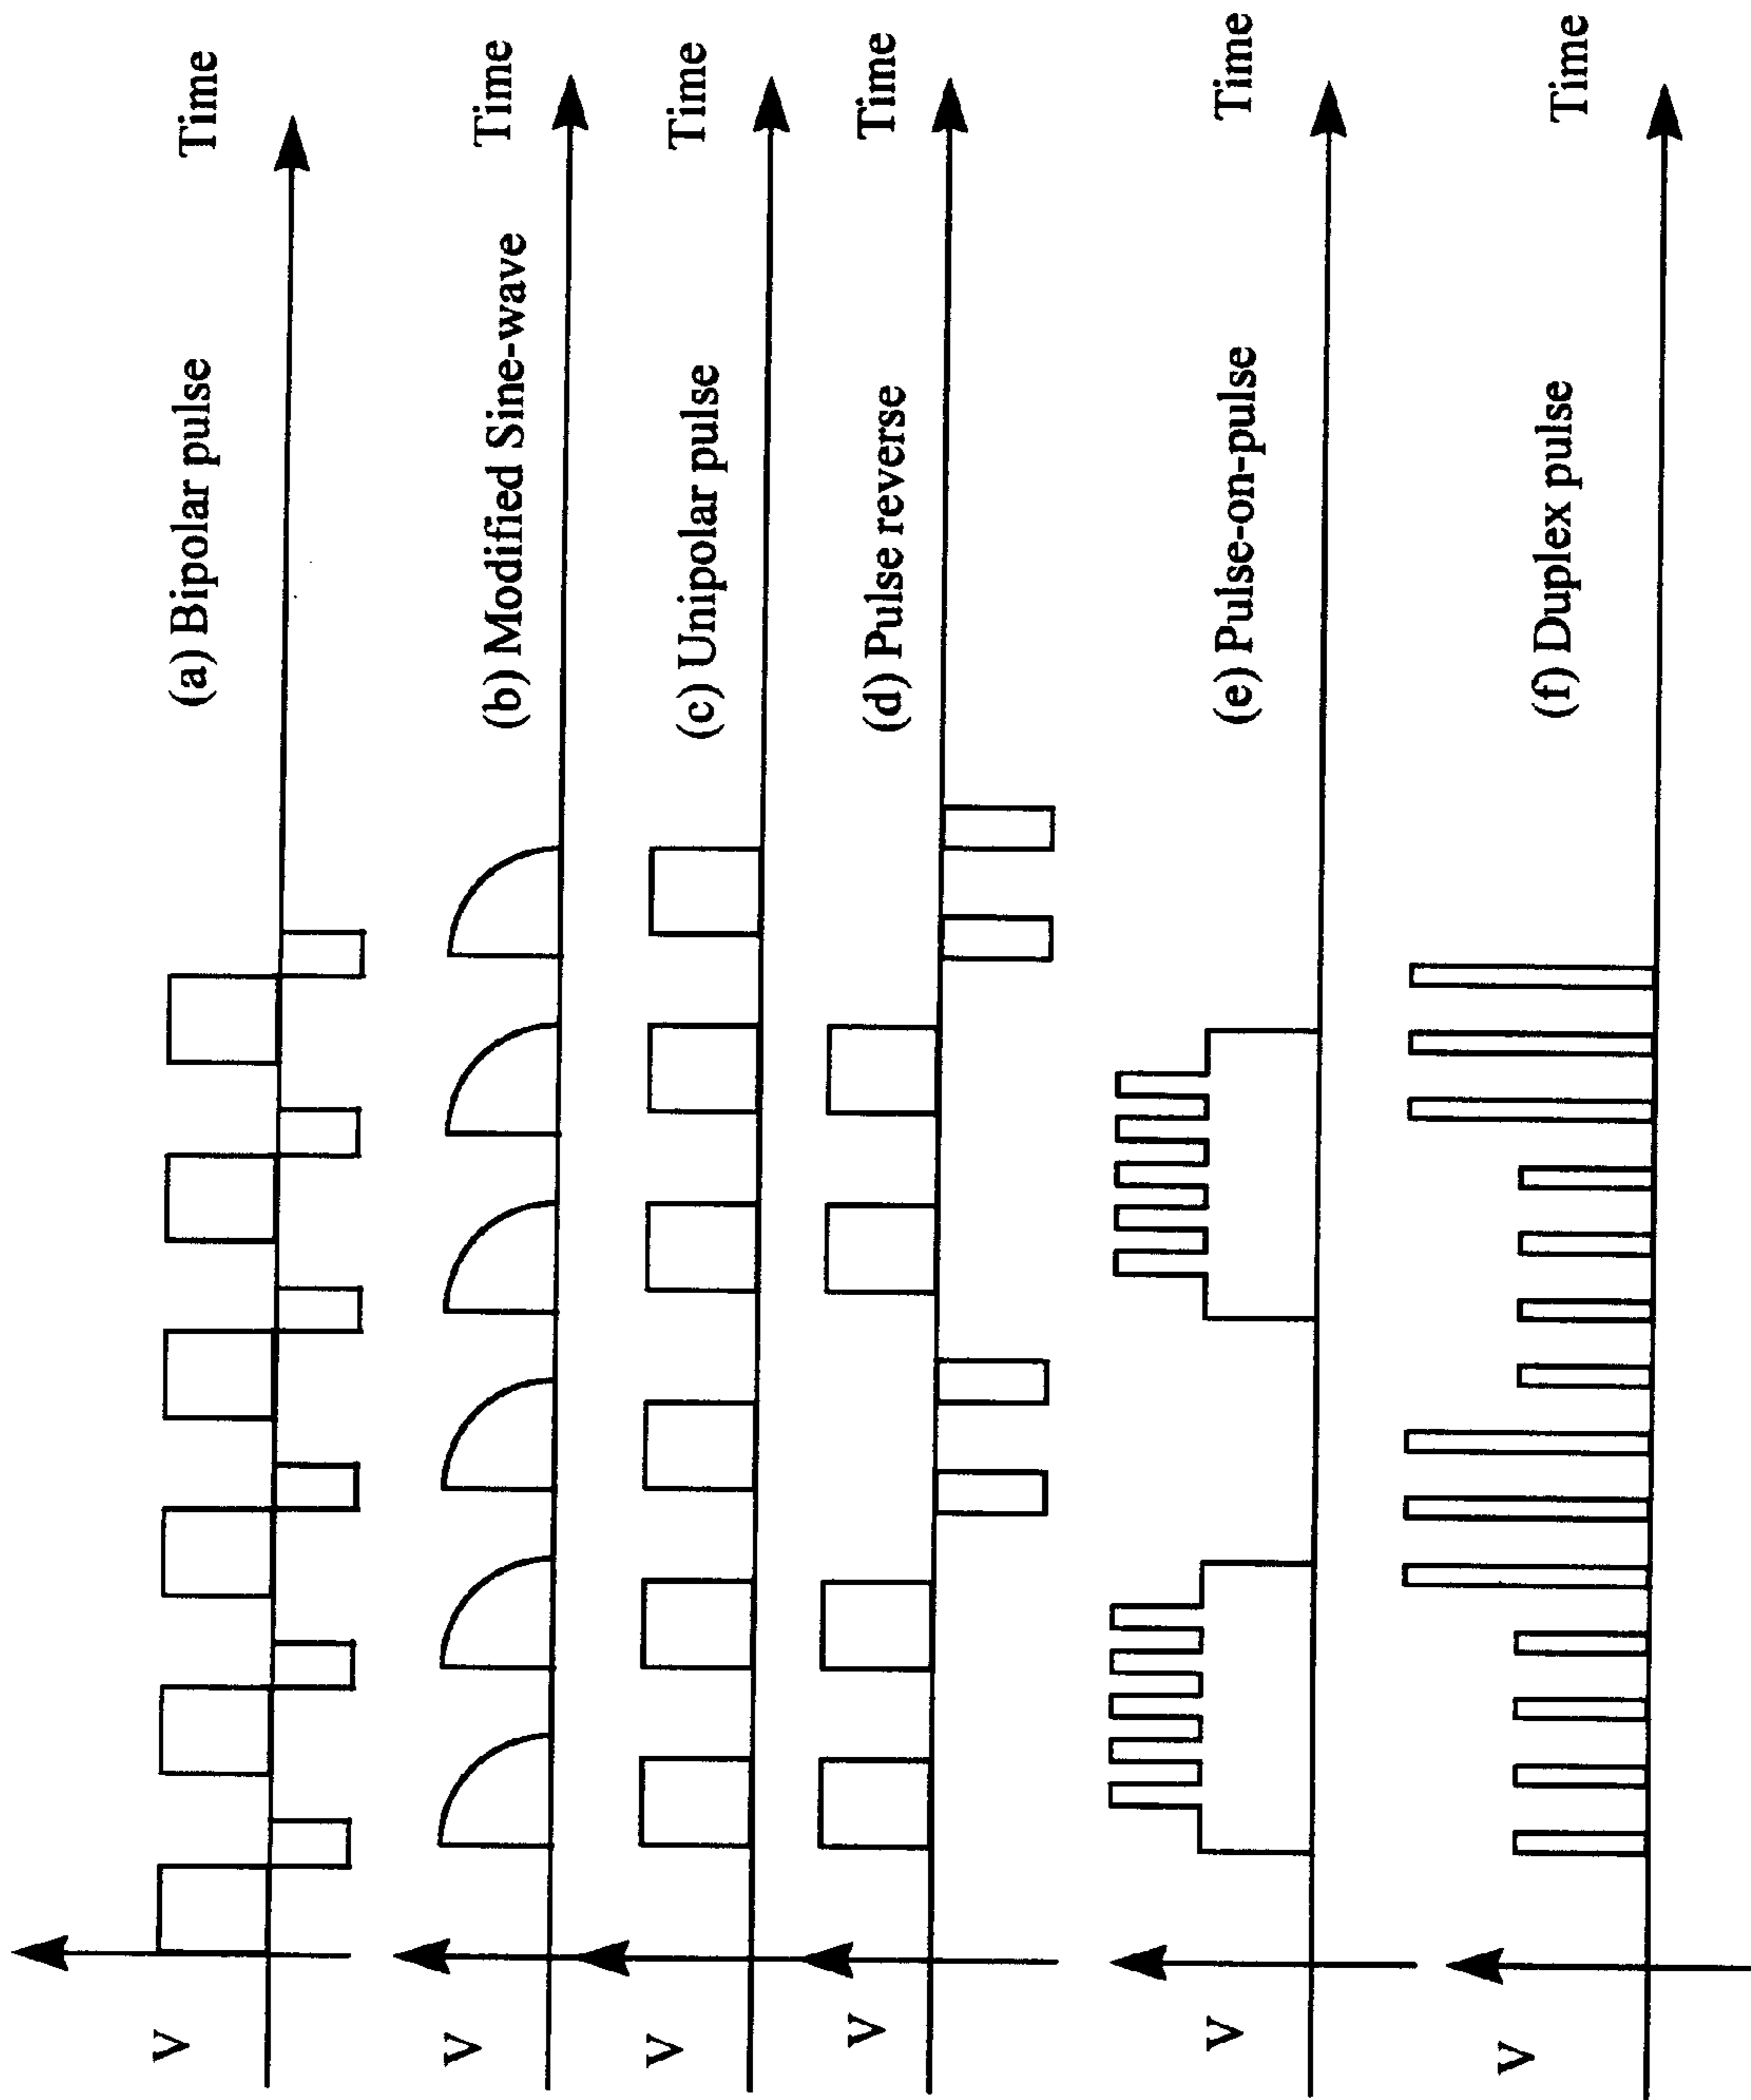 V
(a) Bipolar pulse
Time
V
(b) Modified Sine-wave
Time
V
(c) Unipolar pulse
Time
V
(d) Pulse reverse
Time
V
(e) Pulse-on-pulse
Time
V
(f) Duplex pulse
Time